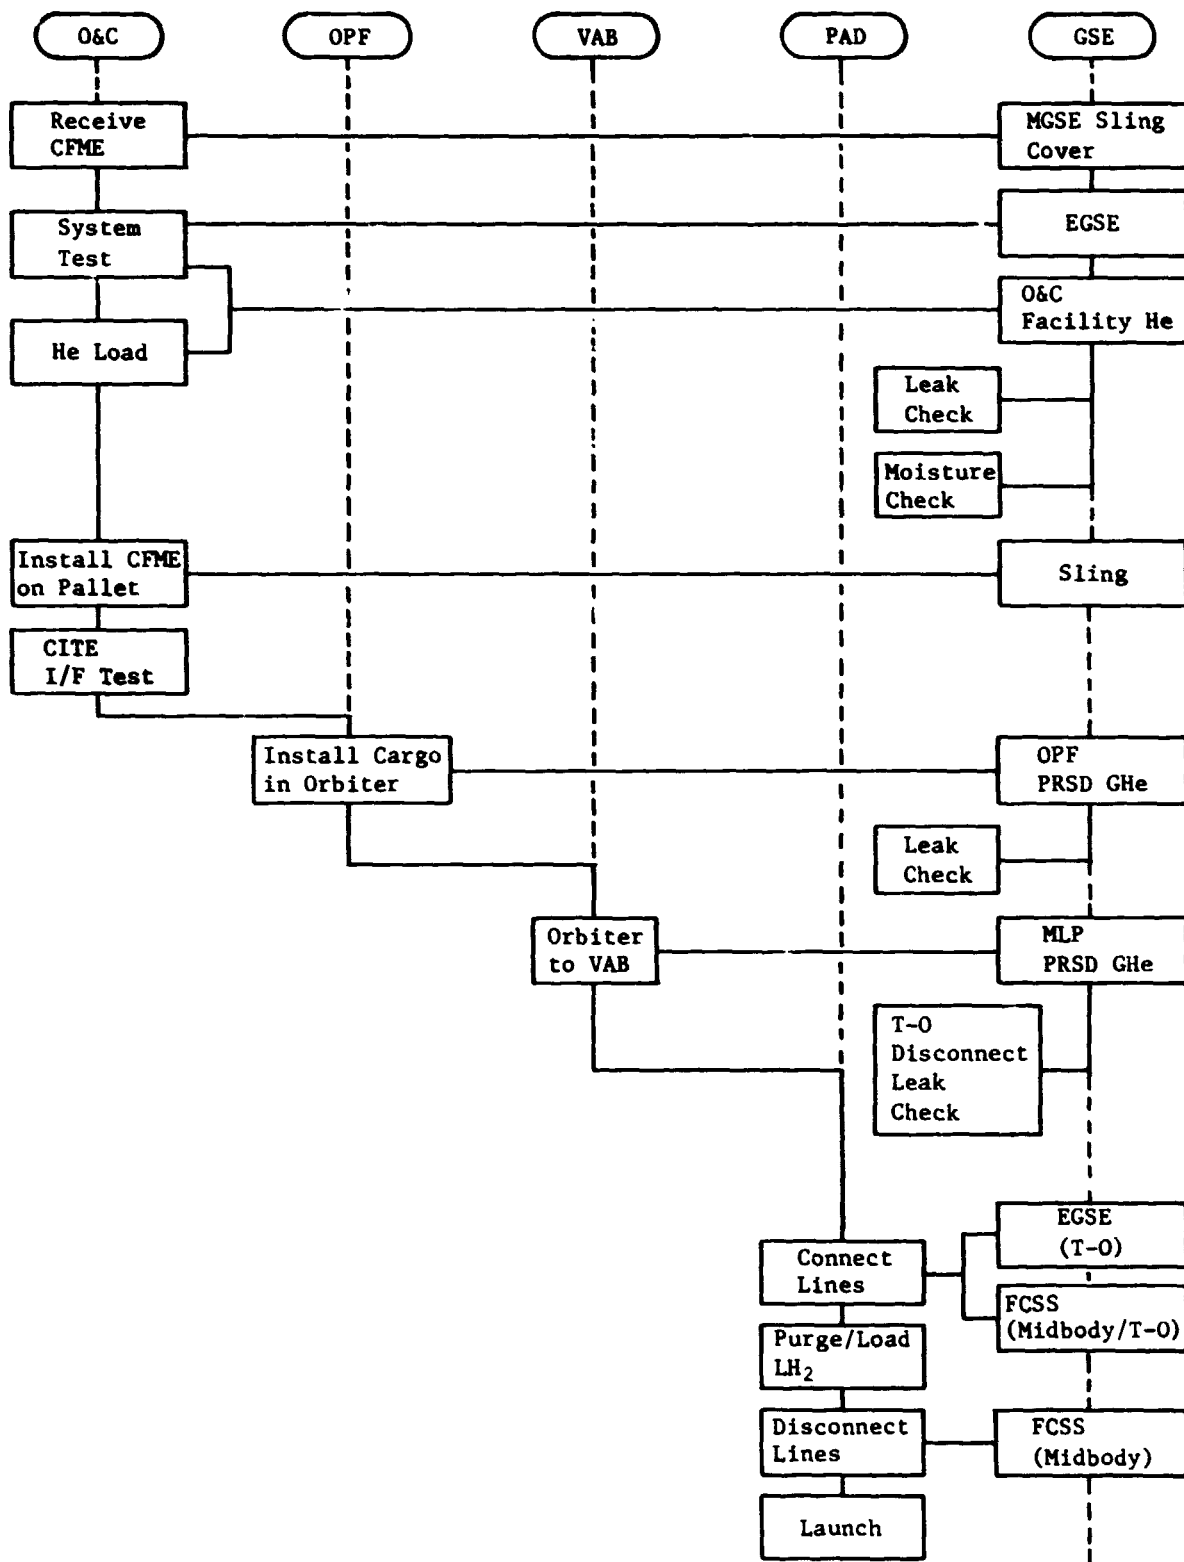 O&C
OPF
VAB
PAD
GSE
Receive
CFME
MGSE Sling
Cover
System
Test
EGSE
O&C
Facility He
He Load
Leak
Check
Moisture
Check
Install CFME
on Pallet
Sling
CITE
I/F Test
Install Cargo
in Orbiter
OPF
PRSD GHe
Leak
Check
Orbiter
to VAB
MLP
PRSD GHe
T-O
Disconnect
Leak
Check
EGSE
(T-O)
Connect
Lines
FCSS
(Midbody/T-O)
Purge/Load
LH₂
Disconnect
Lines
FCSS
(Midbody)
Launch